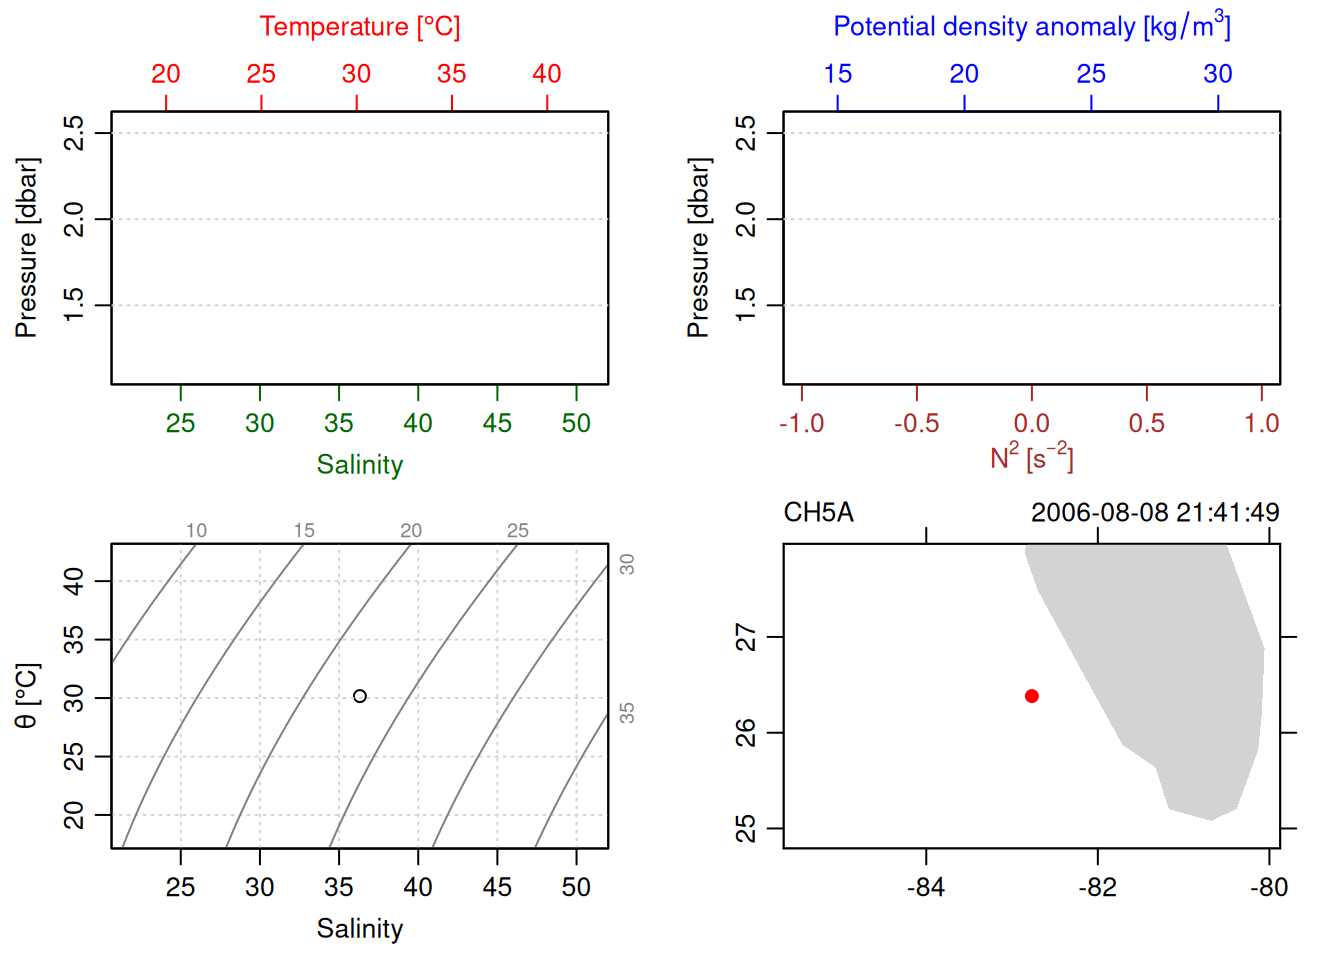 Temperature [°C]
20 25 30 35 40
Pressure [dbar]
2.5
2.0
1.5
25 30 35 40 45 50
Salinity
Potential density anomaly [kg/m³]
15 20 25 30
Pressure [dbar]
2.5
2.0
1.5
-1.0 -0.5 0.0 0.5 1.0
N² [s⁻²]
10 15 20 25
30
35
θ [°C]
40
35
30
25
20
25 30 35 40 45 50
Salinity
CH5A 2006-08-08 21:41:49
27
26
25
-84 -82 -80